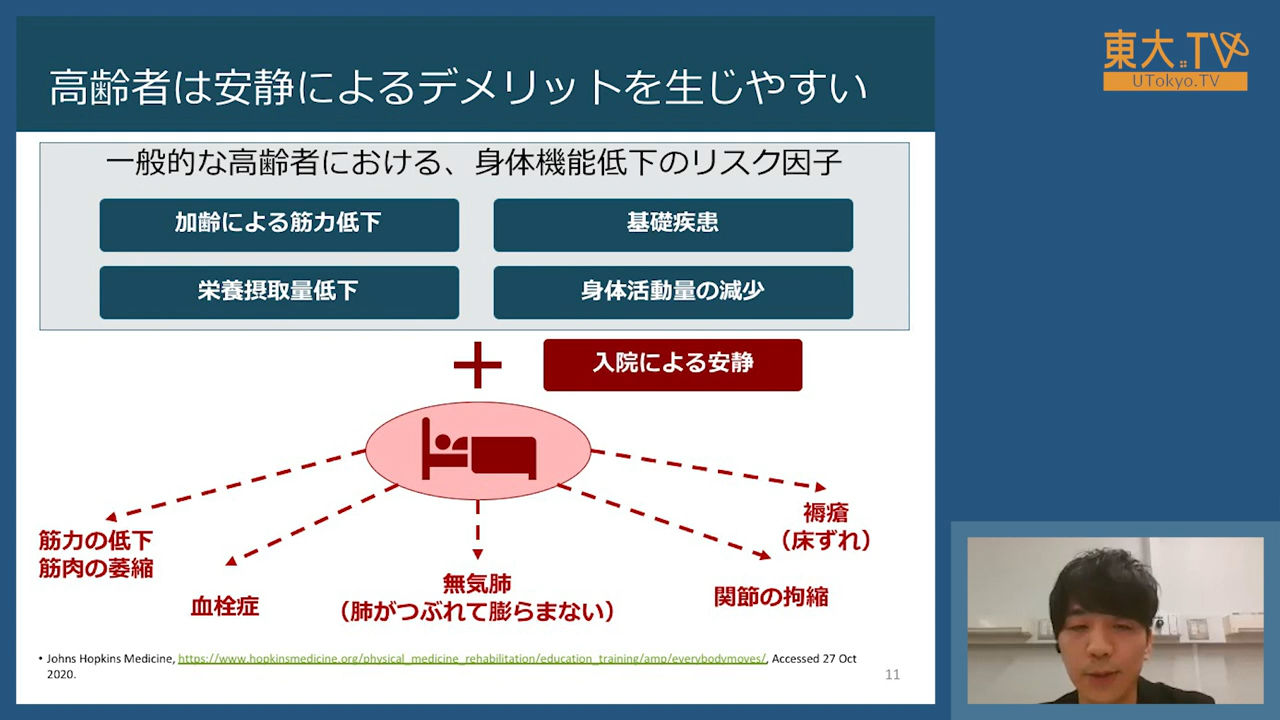 東大.TV
UTokyo.TV
高齢者は安静によるデメリットを生じやすい
一般的な高齢者における、身体機能低下のリスク因子
加齢による筋力低下
基礎疾患
栄養摂取量低下
身体活動量の減少
入院による安静
筋力の低下
筋肉の萎縮
血栓症
無気肺
（肺がつぶれて膨らまない）
関節の拘縮
褥瘡
（床ずれ）
• Johns Hopkins Medicine, https://www.hopkinsmedicine.org/physical_medicine_rehabilitation/education_training/amp/everybodymoves/, Accessed 27 Oct
2020.
11